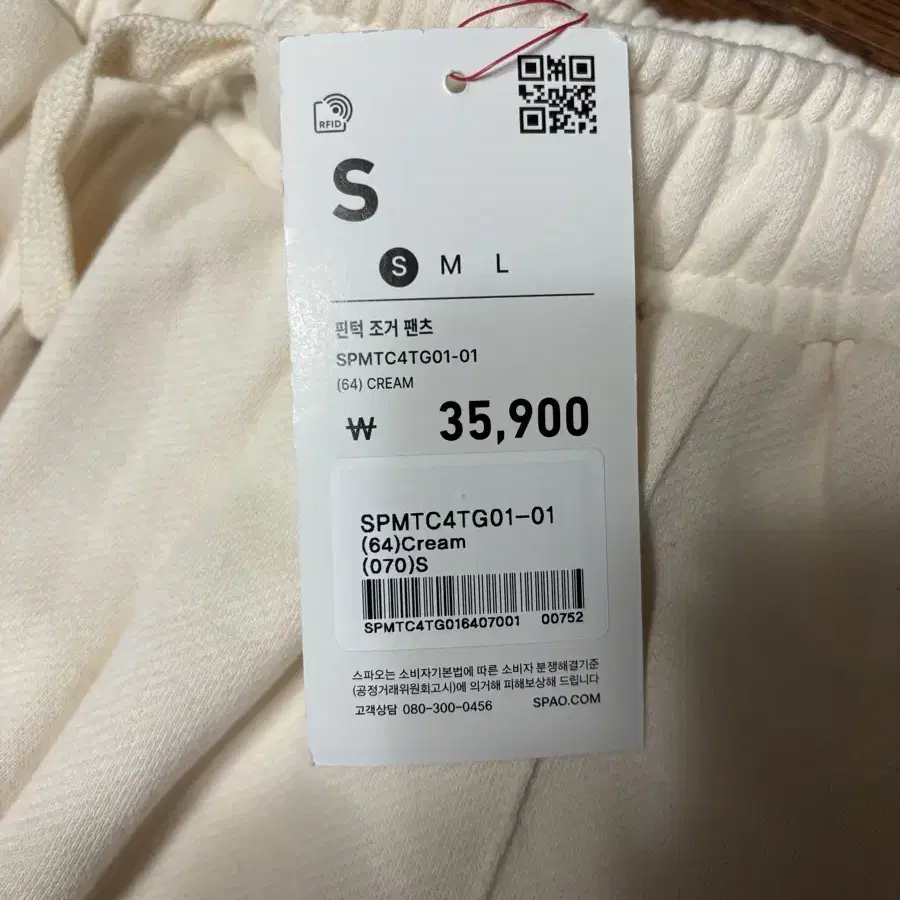 RFID
S
S M L
핀턱 조거 팬츠
SPMTC4TG01-01
(64) CREAM
₩ 35,900
SPMTC4TG01-01
(64)Cream
(070)S
SPMTC4TG016407001 00752
스파오는 소비자기본법에 따른 소비자 분쟁해결기준
(공정거래위원회고시)에 의거해 피해보상해 드립니다
고객상담 080-300-0456 SPAO.COM